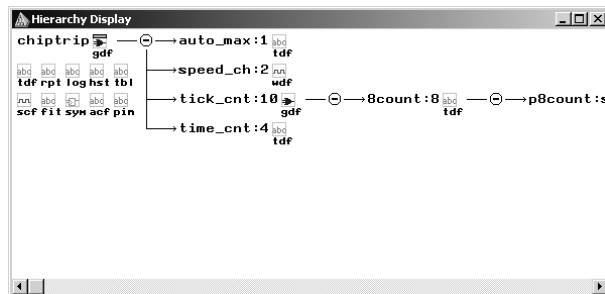 Hierarchy Display
chiptrip gdf auto_max:1 tdf
tdf rpt log hst tbl speed_ch:2 wdf
scf fit sym acf pin tick_cnt:10 gdf 8count:8 tdf p8count:s
time_cnt:4 tdf